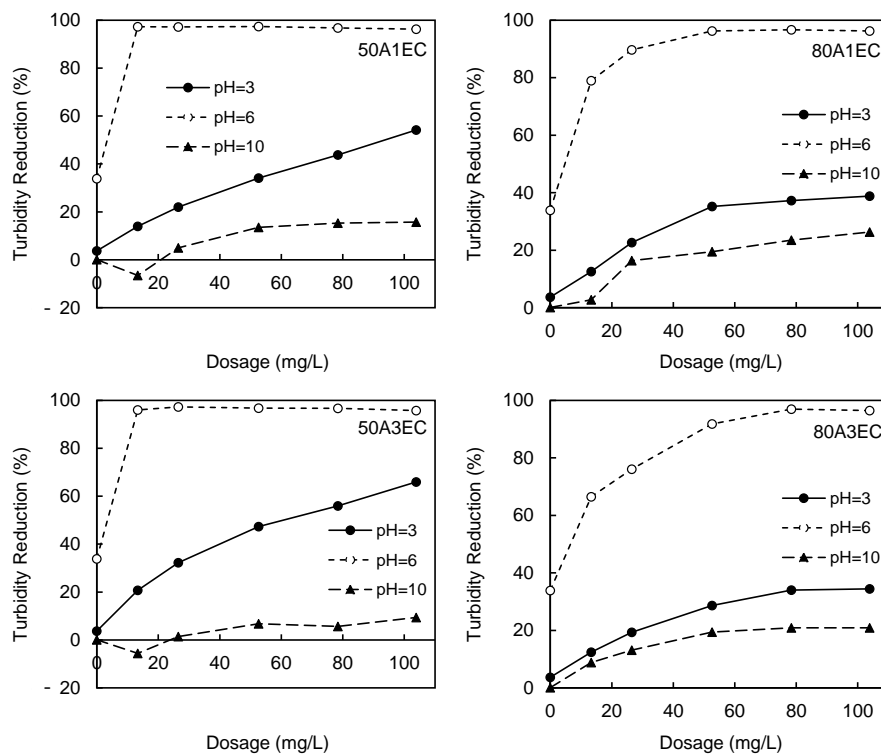 100
80
60
40
20
0
- 20
0 20 40 60 80 100
Turbidity Reduction (%)
Dosage (mg/L)
50A1EC
pH=3
pH=6
pH=10
100
80
60
40
20
0
0 20 40 60 80 100
Turbidity Reduction (%)
Dosage (mg/L)
80A1EC
pH=3
pH=6
pH=10
100
80
60
40
20
0
- 20
0 20 40 60 80 100
Turbidity Reduction (%)
Dosage (mg/L)
50A3EC
pH=3
pH=6
pH=10
100
80
60
40
20
0
0 20 40 60 80 100
Turbidity Reduction (%)
Dosage (mg/L)
80A3EC
pH=3
pH=6
pH=10